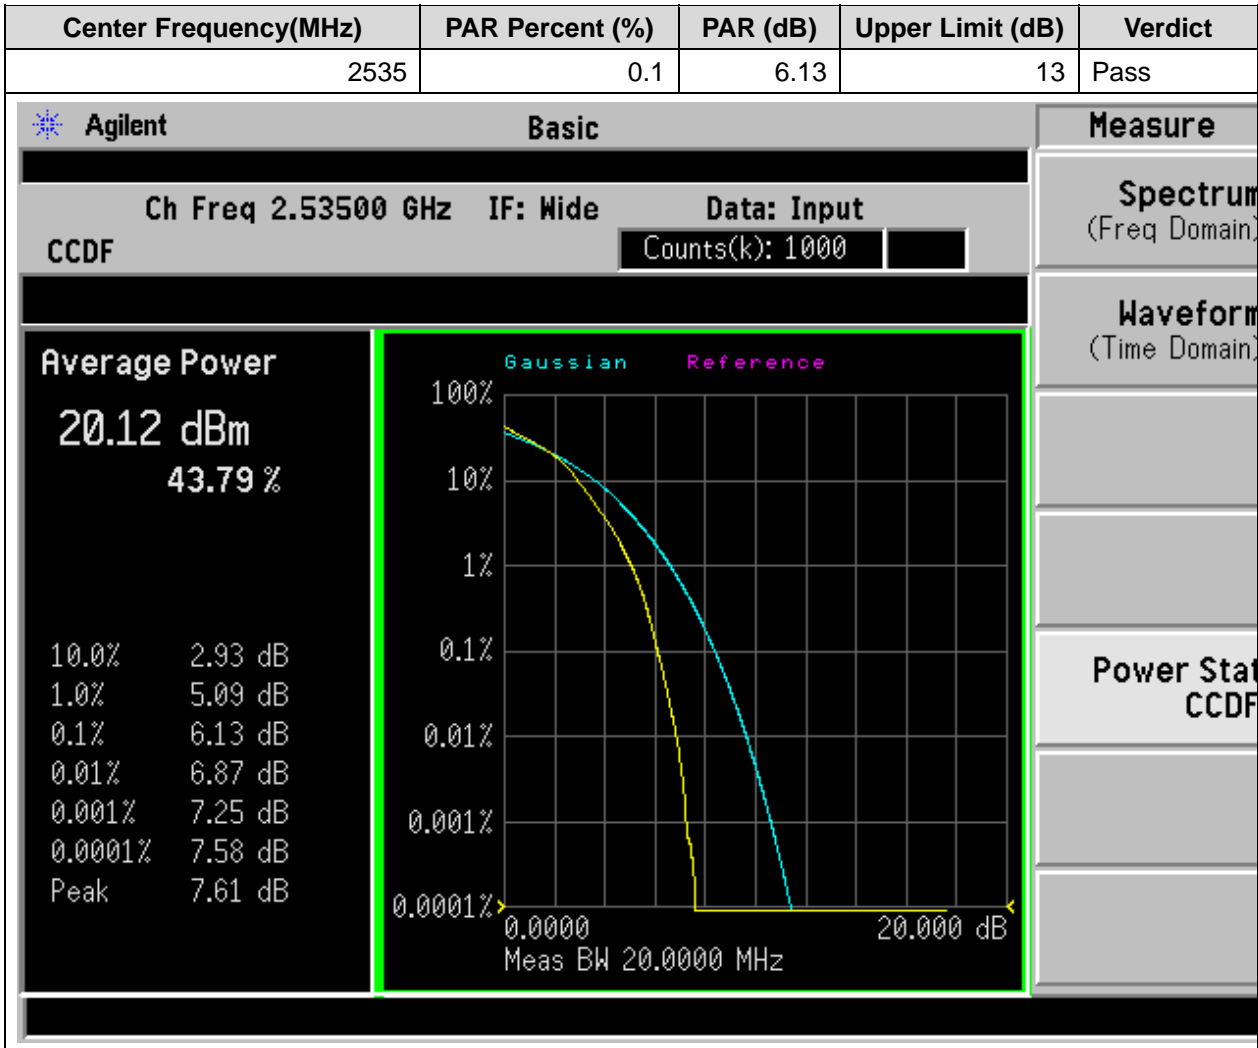 Center Frequency(MHz) PAR Percent (%) PAR (dB) Upper Limit (dB) Verdict
2535 0.1 6.13 13 Pass
Agilent Basic Measure
Ch Freq 2.53500 GHz IF: Wide Data: Input
CCDF Counts(k): 1000
Spectrum
(Freq Domain)
Waveform
(Time Domain)
Power Stat
CCDF
Average Power
20.12 dBm
43.79 %
10.0% 2.93 dB
1.0% 5.09 dB
0.1% 6.13 dB
0.01% 6.87 dB
0.001% 7.25 dB
0.0001% 7.58 dB
Peak 7.61 dB
Gaussian Reference
100%
10%
1%
0.1%
0.01%
0.001%
0.0001%
0.0000 20.000 dB
Meas BW 20.0000 MHz